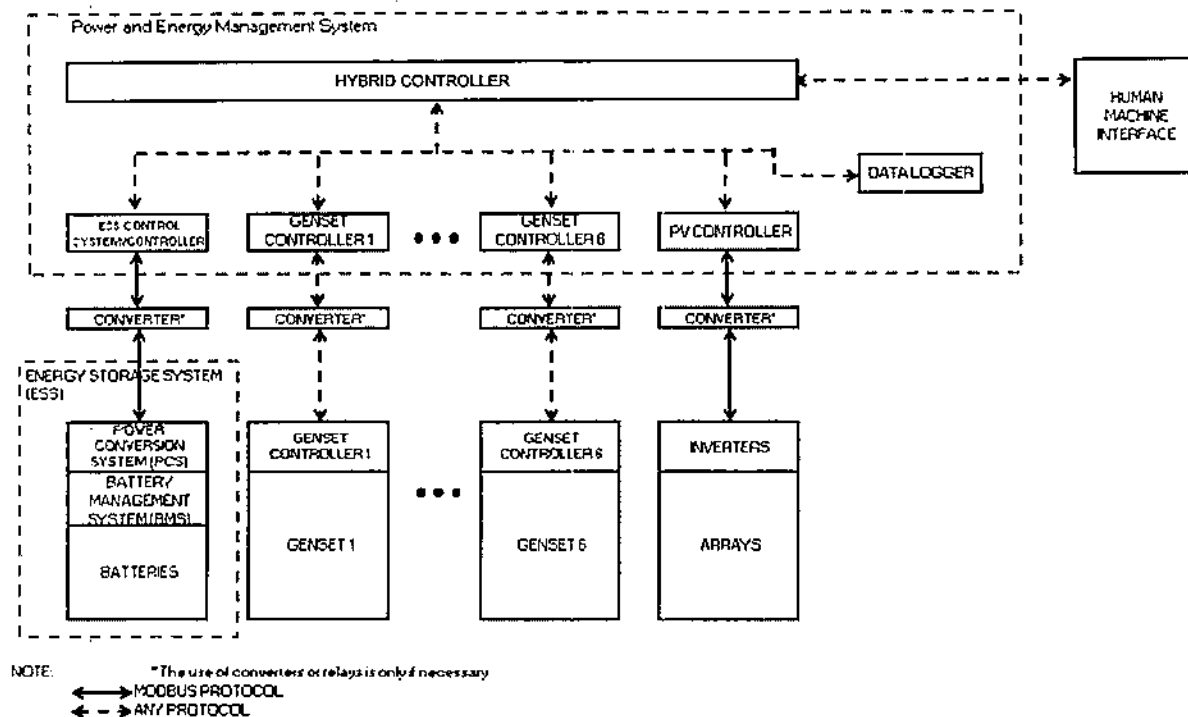 Power and Energy Management System
HYBRID CONTROLLER
HUMAN
MACHINE
INTERFACE
DATA LOGGER
ESS CONTROL
SYSTEM/CONTROLLER
GENSET
CONTROLLER 1
GENSET
CONTROLLER 6
PV CONTROLLER
CONVERTER*
CONVERTER*
CONVERTER*
CONVERTER*
ENERGY STORAGE SYSTEM
(ESS)
POWER
CONVERSION
SYSTEM (PCS)
BATTERY
MANAGEMENT
SYSTEM (BMS)
BATTERIES
GENSET
CONTROLLER 1
GENSET 1
GENSET
CONTROLLER 6
GENSET 6
INVERTERS
ARRAYS
NOTE: *The use of converters or relays is only if necessary
MODBUS PROTOCOL
ANY PROTOCOL